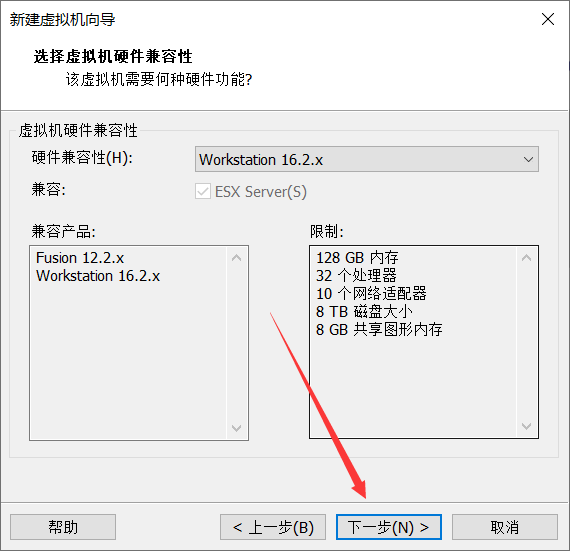 新建虚拟机向导
选择虚拟机硬件兼容性
该虚拟机需要何种硬件功能?
虚拟机硬件兼容性
硬件兼容性(H):
Workstation 16.2.x
兼容:
ESX Server(S)
兼容产品:
Fusion 12.2.x
Workstation 16.2.x
限制:
128 GB 内存
32 个处理器
10 个网络适配器
8 TB 磁盘大小
8 GB 共享图形内存
帮助
< 上一步(B)
下一步(N) >
取消